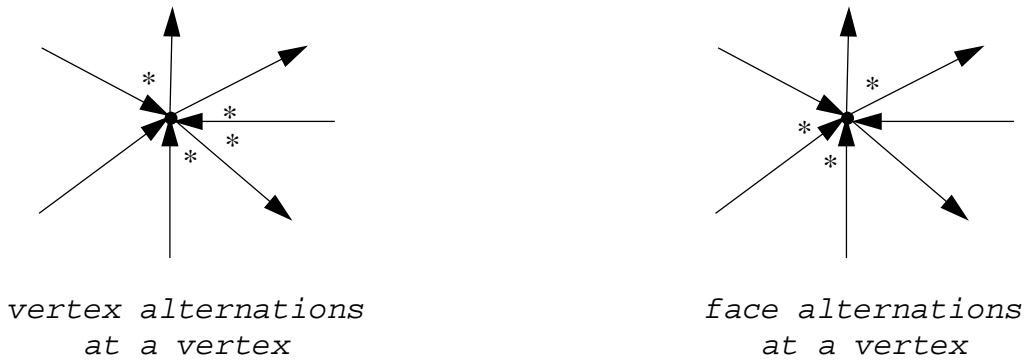 *
*
*
*
*
*
*
vertex alternations
at a vertex
face alternations
at a vertex